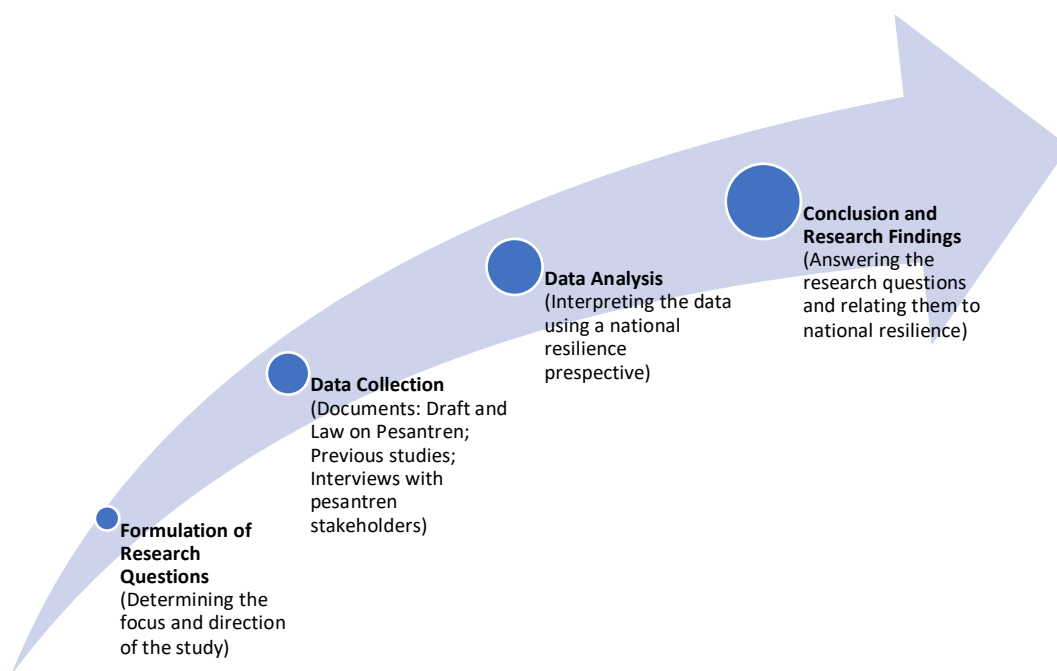 Formulation of
Research
Questions
(Determining the
focus and direction
of the study)
Data Collection
(Documents: Draft and
Law on Pesantren;
Previous studies;
Interviews with
pesantren
stakeholders)
Data Analysis
(Interpreting the data
using a national
resilience
prespective)
Conclusion and
Research Findings
(Answering the
research questions
and relating them to
national resilience)